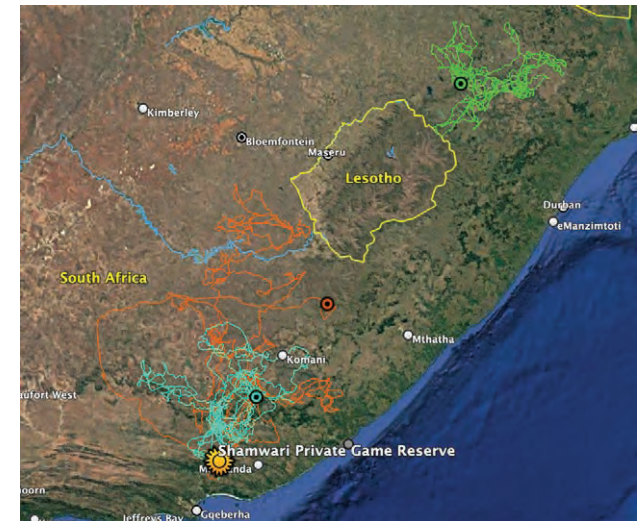 Kimberley
Bloemfontein
Maseru
Lesotho
Durban
eManzimtoti
South Africa
Mthatha
Komani
aufort West
Shamwari Private Game Reserve
M nda
oorn
Jeffreys Bay
Gqeberha